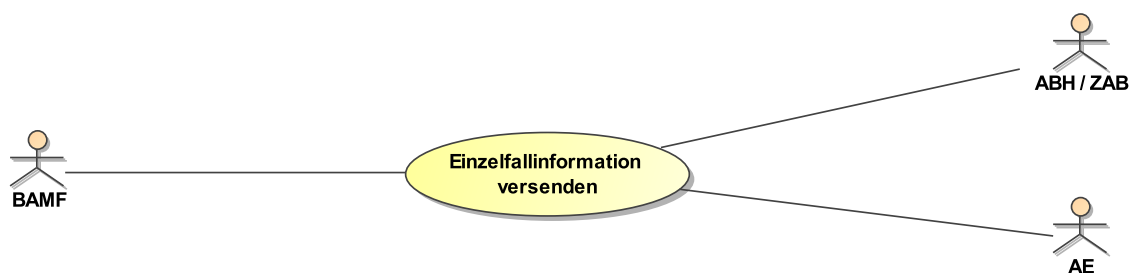 ABH / ZAB
Einzelfallinformation
versenden
BAMF
AE